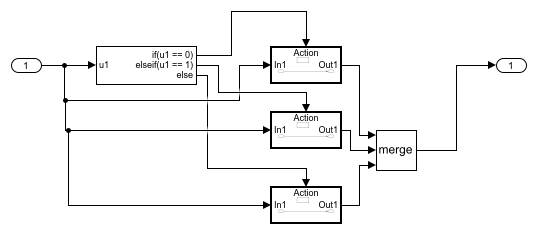 1
u1
if(u1 == 0)
elseif(u1 == 1)
else
Action
In1
Out1
Action
In1
Out1
Action
In1
Out1
merge
1